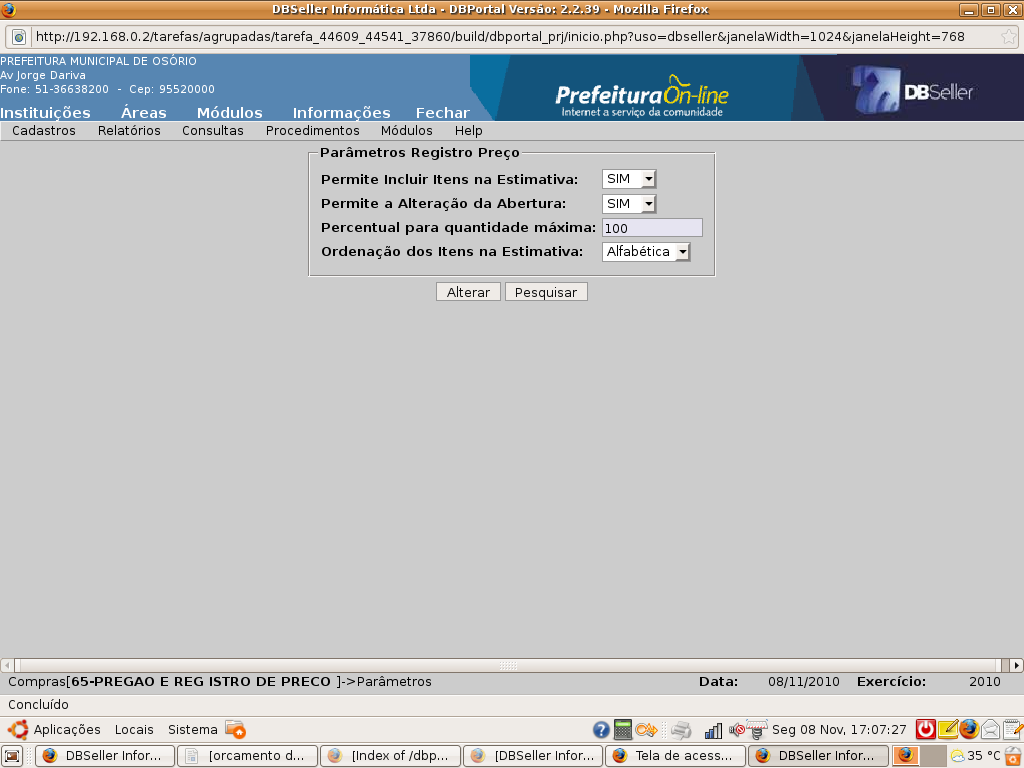 DBSeller Informática Ltda - DBPortal Versão: 2.2.39 - Mozilla Firefox
http://192.168.0.2/tarefas/agrupadas/tarefa_44609_44541_37860/build/dbportal_prj/inicio.php?uso=dbseller&janelaWidth=1024&janelaHeight=768
PREFEITURA MUNICIPAL DE OSÓRIO
Av Jorge Dariva
Fone: 51-36638200 - Cep: 95520000
PrefeituraOn-line
Internet a serviço da comunidade
DBSeller
Instituições Áreas Módulos Informações Fechar
Cadastros Relatórios Consultas Procedimentos Módulos Help
Parâmetros Registro Preço
Permite Incluir Itens na Estimativa: SIM
Permite a Alteração da Abertura: SIM
Percentual para quantidade máxima: 100
Ordenação dos Itens na Estimativa: Alfabética
Alterar Pesquisar
Compras[65-PREGAO E REG ISTRO DE PRECO ]->Parâmetros Data: 08/11/2010 Exercício: 2010
Concluído
Aplicações Locais Sistema Seg 08 Nov, 17:07:27
DBSeller Infor... [orcamento d... [Index of /dbp... [DBSeller Infor... Tela de acess... DBSeller Infor... 35 °C